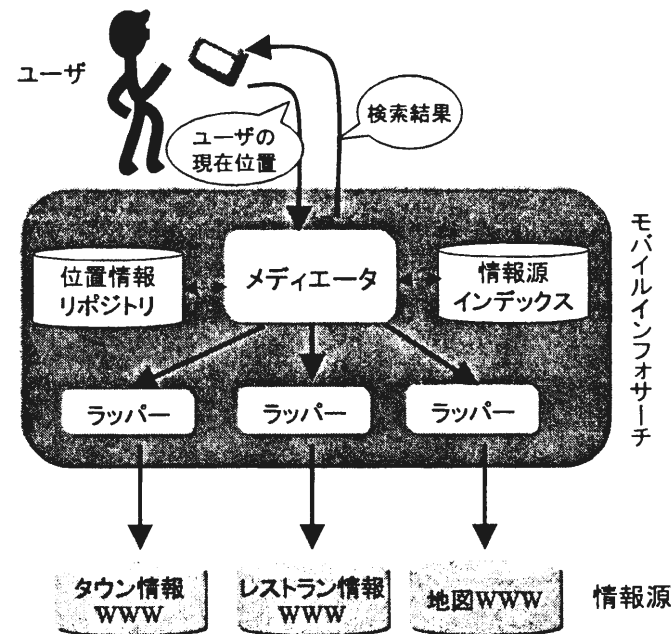 ユーザ
ユーザの
現在位置
検索結果
モバイルインフォサーチ
位置情報
リポジトリ
メディエータ
情報源
インデックス
ラッパー
ラッパー
ラッパー
タウン情報
WWW
レストラン情報
WWW
地図WWW
情報源